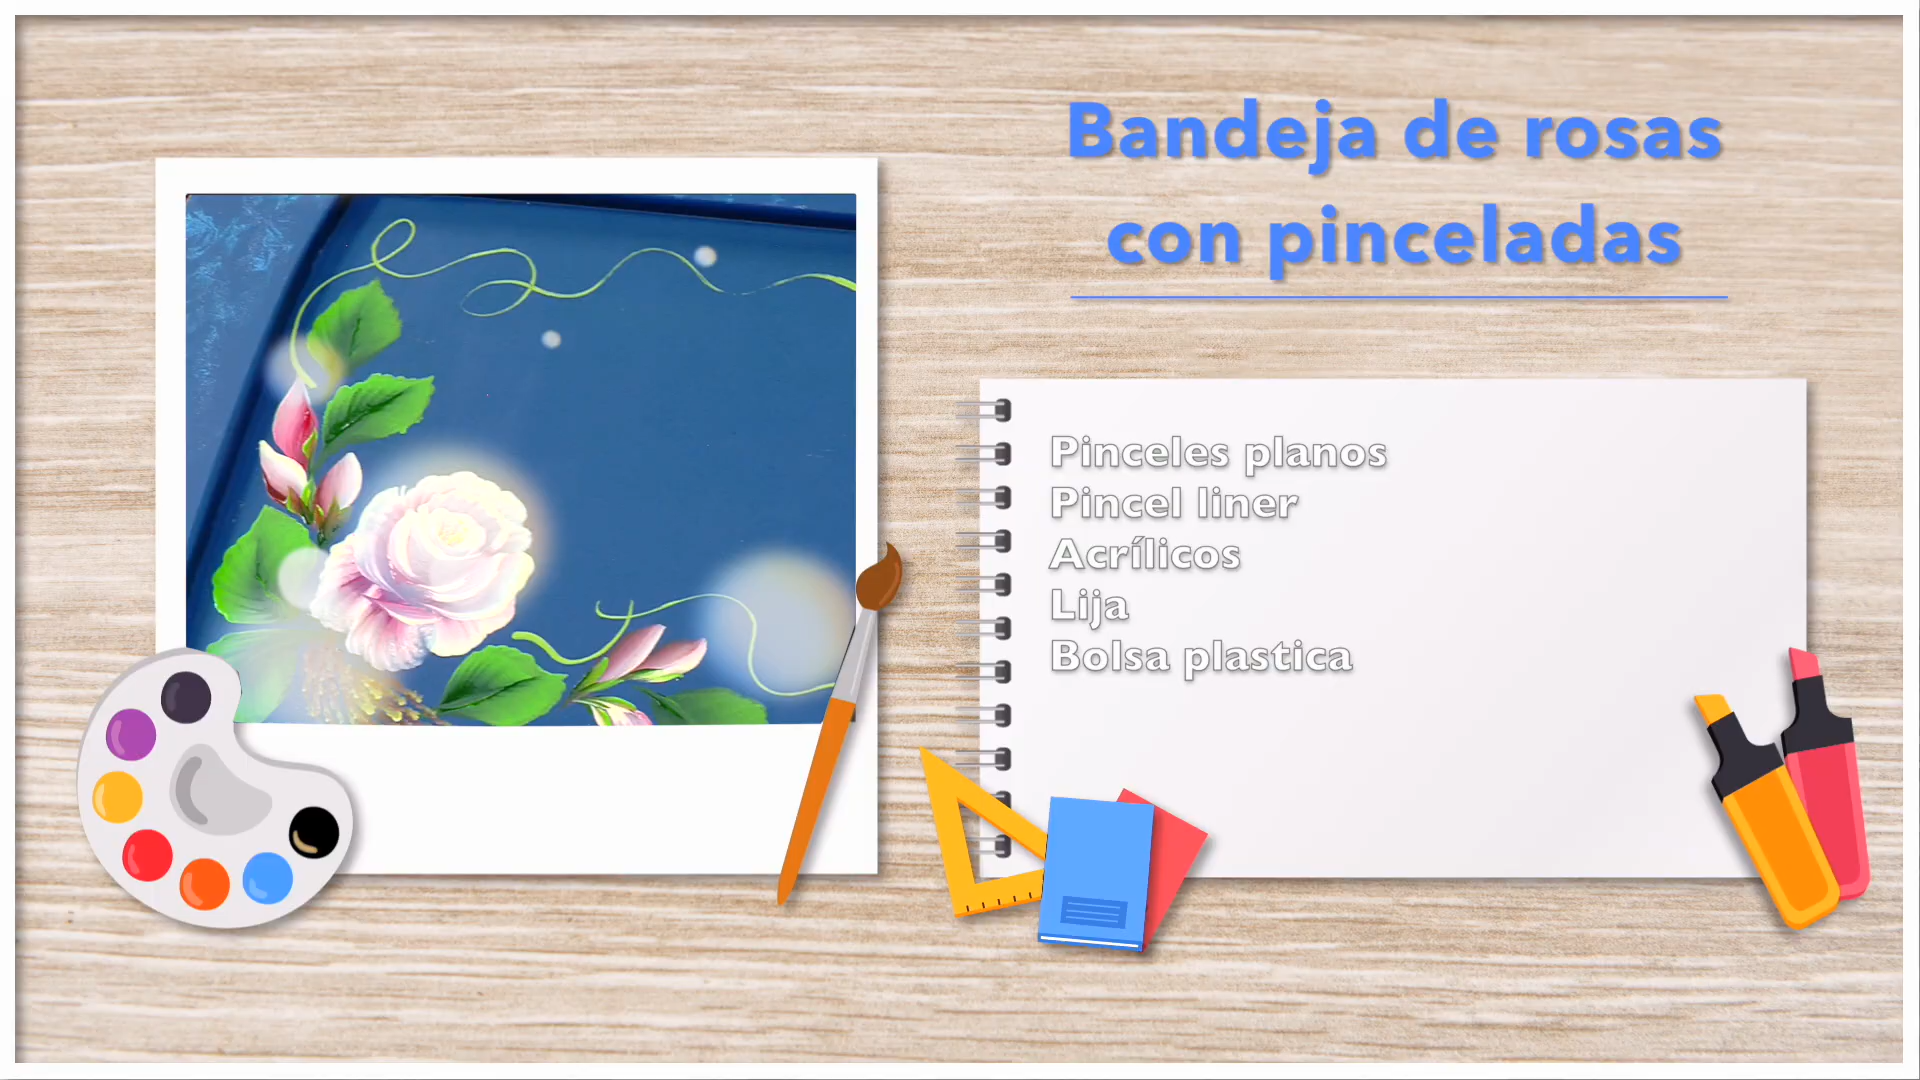 Bandeja de rosas
con pinceladas
Pinceles planos
Pincel liner
Acrílicos
Lija
Bolsa plastica